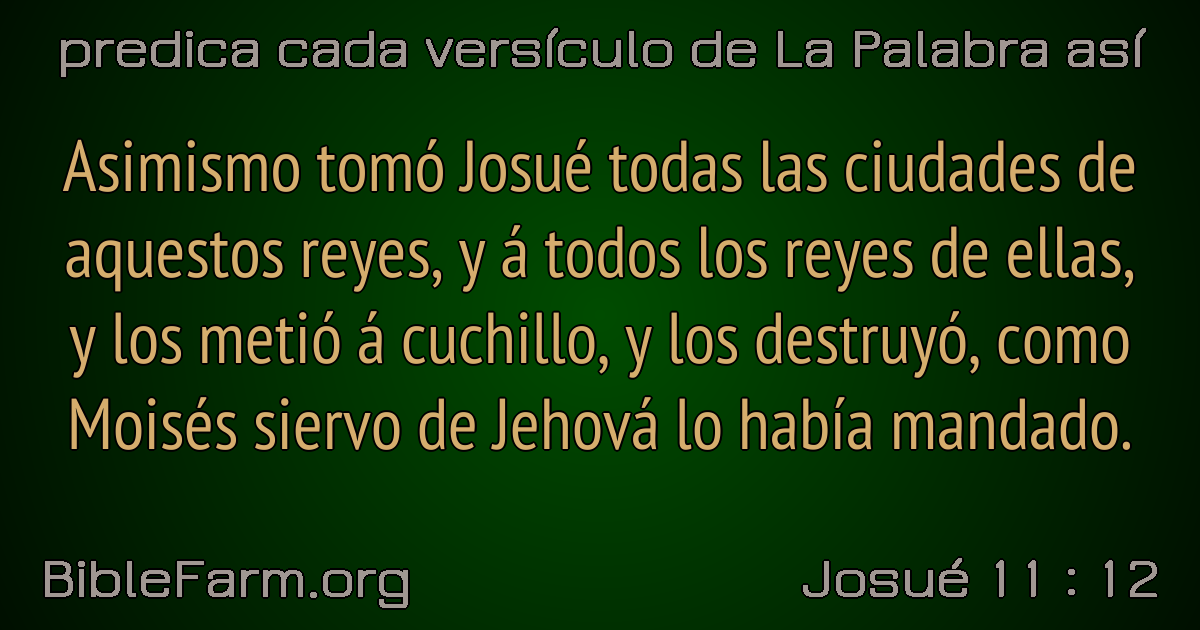 predica cada versículo de La Palabra así
Asimismo tomó Josué todas las ciudades de
aquestos reyes, y á todos los reyes de ellas,
y los metió á cuchillo, y los destruyó, como
Moisés siervo de Jehová lo había mandado.
BibleFarm.org
Josué 11 : 12